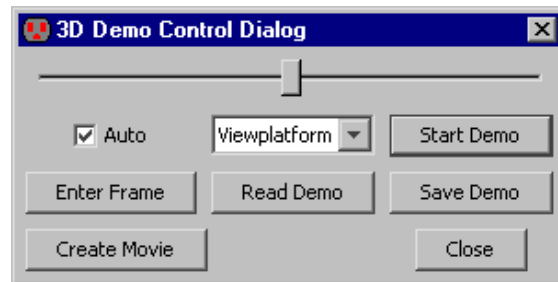 3D Demo Control Dialog
Auto Viewplatform Start Demo
Enter Frame Read Demo Save Demo
Create Movie Close